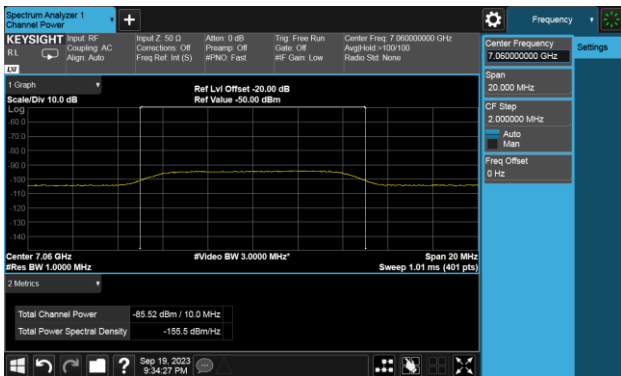 Spectrum Analyzer 1
Channel Power
+
Frequency
KEYSIGHT
RL
LXI
Input: RF
Coupling: AC
Align: Auto
Input Z: 50 Ω
Corrections: Off
Freq Ref: Int (S)
Atten: 0 dB
Preamp: Off
#PNO: Fast
Trig: Free Run
Gate: Off
#IF Gain: Low
Center Freq: 7.060000000 GHz
Avg|Hold:>100/100
Radio Std: None
Center Frequency
7.060000000 GHz
Settings
Span
20.000 MHz
CF Step
2.000000 MHz
Auto
Man
Freq Offset
0 Hz
1 Graph
Scale/Div 10.0 dB
Ref Lvl Offset -20.00 dB
Ref Value -50.00 dBm
Log
-60.0
-70.0
-80.0
-90.0
-100
-110
-120
-130
-140
Center 7.06 GHz
#Res BW 1.0000 MHz
#Video BW 3.0000 MHz*
Span 20 MHz
Sweep 1.01 ms (401 pts)
2 Metrics
Total Channel Power -85.52 dBm / 10.0 MHz
Total Power Spectral Density -155.5 dBm/Hz
?
Sep 19, 2023
9:34:27 PM